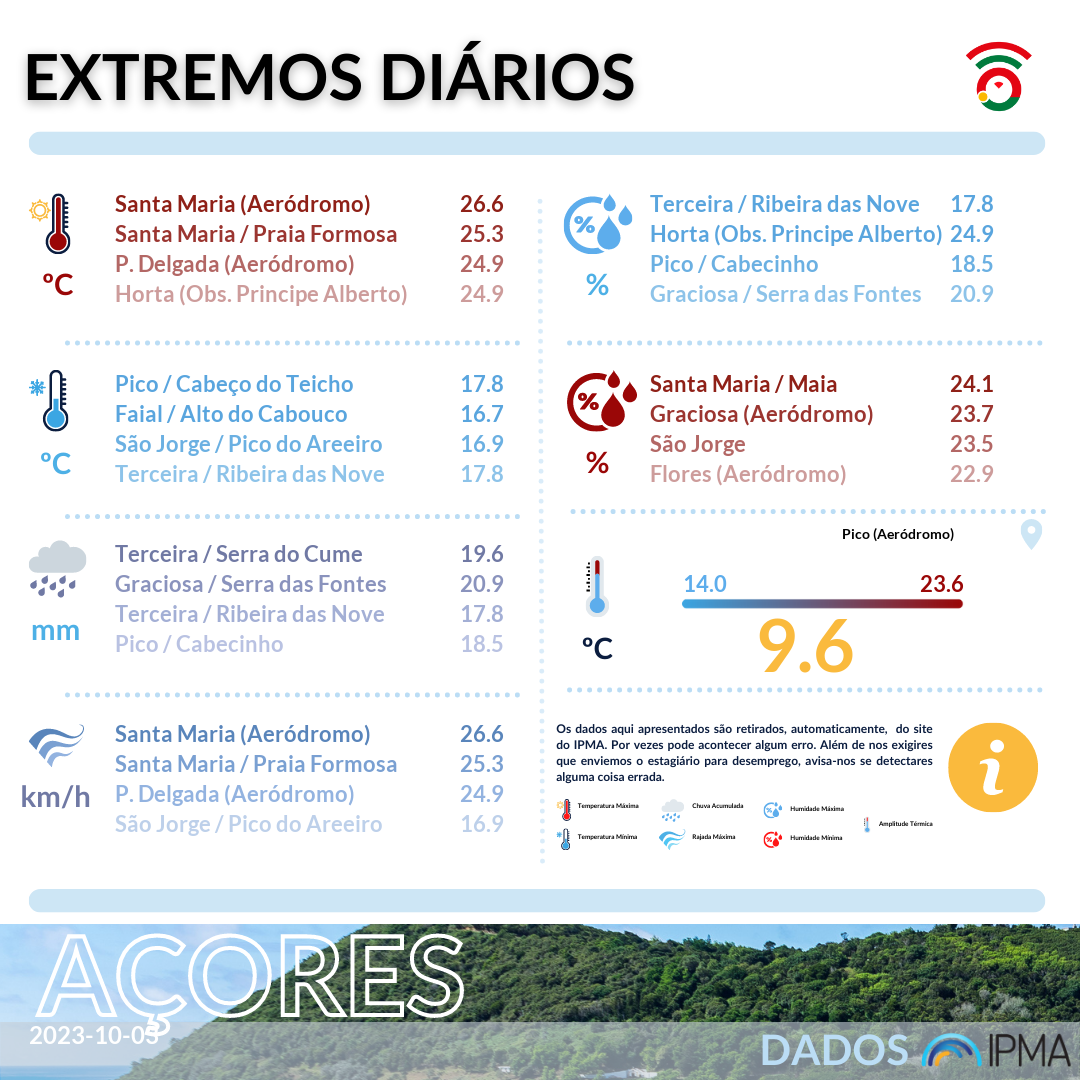 EXTREMOS DIÁRIOS
Santa Maria (Aeródromo) 26.6
Santa Maria / Praia Formosa 25.3
P. Delgada (Aeródromo) 24.9
Horta (Obs. Principe Alberto) 24.9
ºC
Pico / Cabeço do Teicho 17.8
Faial / Alto do Cabouco 16.7
São Jorge / Pico do Areeiro 16.9
Terceira / Ribeira das Nove 17.8
ºC
Terceira / Serra do Cume 19.6
Graciosa / Serra das Fontes 20.9
Terceira / Ribeira das Nove 17.8
Pico / Cabecinho 18.5
mm
Santa Maria (Aeródromo) 26.6
Santa Maria / Praia Formosa 25.3
P. Delgada (Aeródromo) 24.9
São Jorge / Pico do Areeiro 16.9
km/h
%
Terceira / Ribeira das Nove 17.8
Horta (Obs. Principe Alberto) 24.9
Pico / Cabecinho 18.5
Graciosa / Serra das Fontes 20.9
%
%
Santa Maria / Maia 24.1
Graciosa (Aeródromo) 23.7
São Jorge 23.5
Flores (Aeródromo) 22.9
%
Pico (Aeródromo)
14.0 23.6
9.6
ºC
Os dados aqui apresentados são retirados, automaticamente, do site
do IPMA. Por vezes pode acontecer algum erro. Além de nos exigires
que enviemos o estagiário para desemprego, avisa-nos se detectares
alguma coisa errada.
i
Temperatura Máxima Chuva Acumulada % Humidade Máxima
Amplitude Térmica
Temperatura Mínima Rajada Máxima % Humidade Mínima
AÇORES
2023-10-05
DADOS IPMA